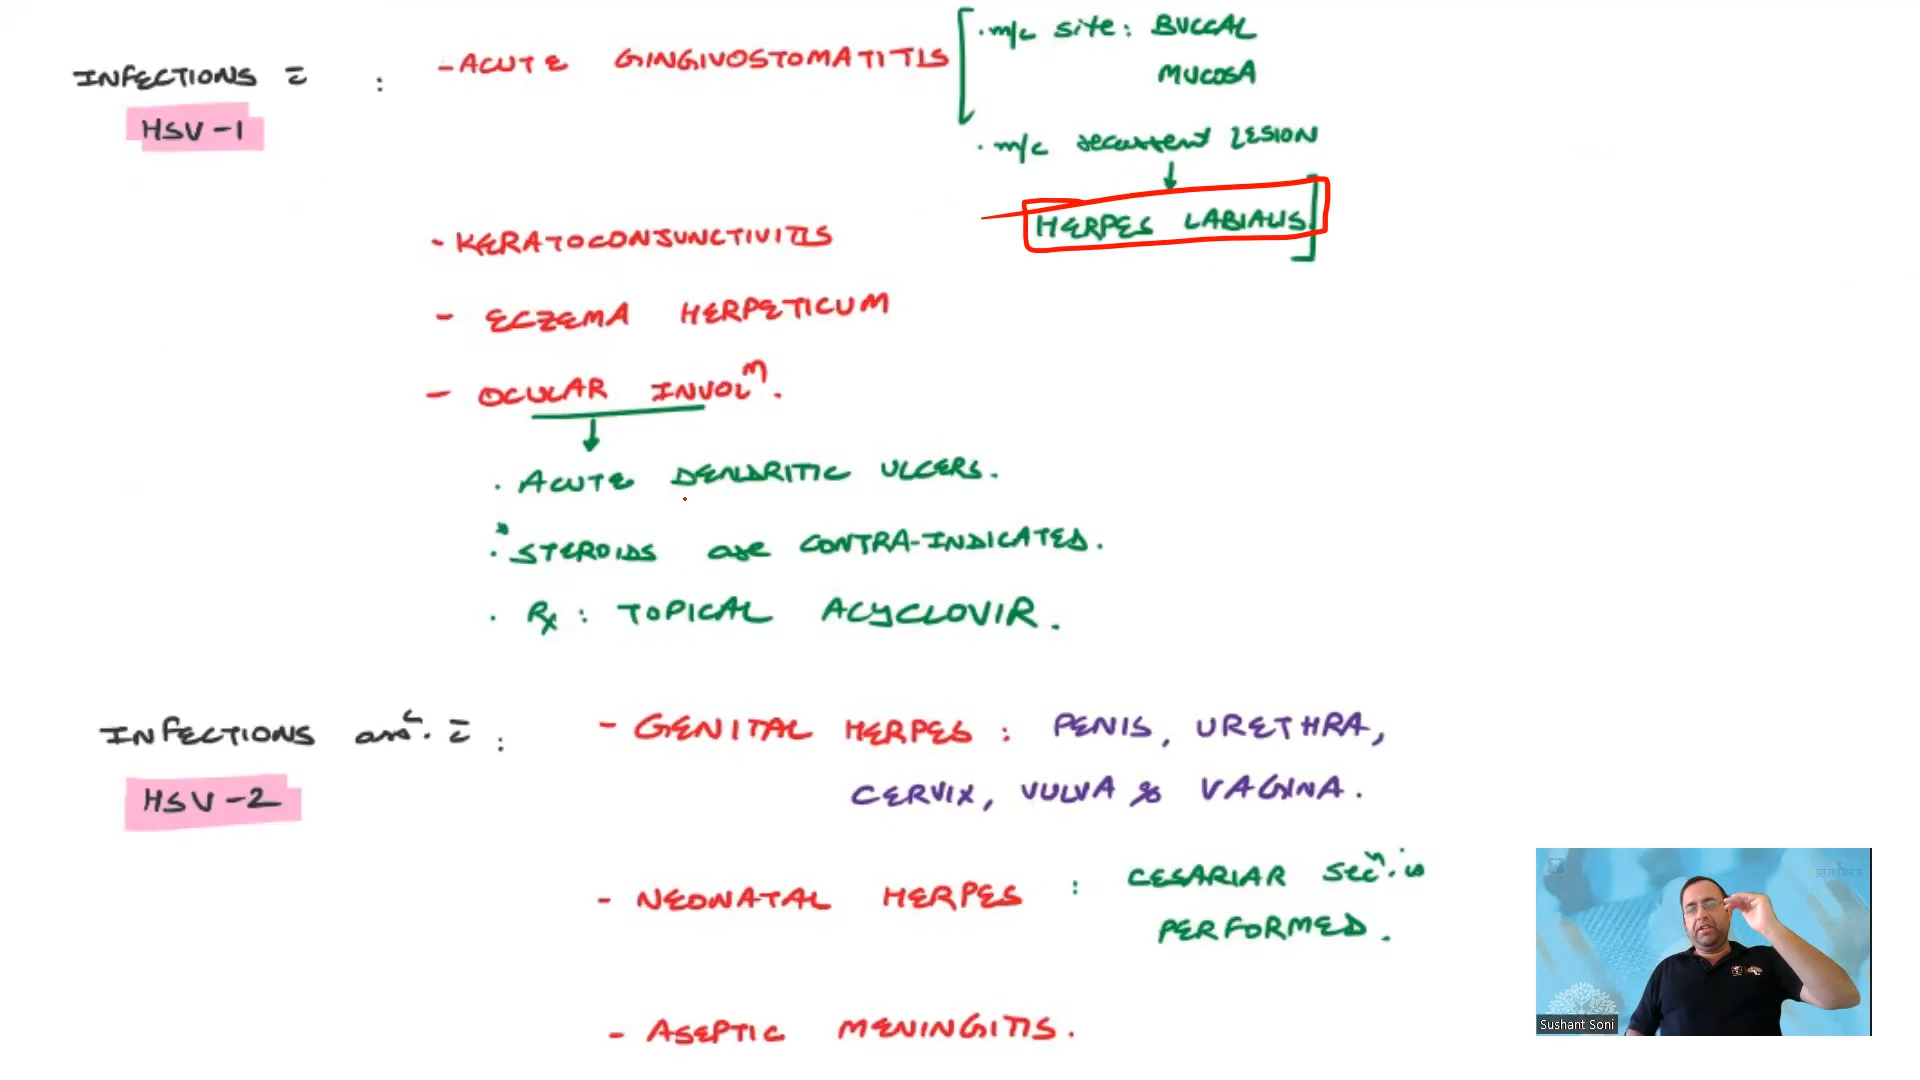 INFECTIONS c̄ :
HSV-1
- ACUTE GINGIVOSTOMATITIS
. m/c site: BUCCAL
MUCOSA
. m/c recurrent LESION
↓
HERPES LABIALIS
- KERATOCONJUNCTIVITIS
- ECZEMA HERPETICUM
- OCULAR INVOLᵐ.
↓
. ACUTE DENDRITIC ULCERS.
. *STEROIDS are CONTRA-INDICATED.
. Rx : TOPICAL ACYCLOVIR.
INFECTIONS assᶜ. c̄ :
HSV-2
- GENITAL HERPES : PENIS, URETHRA,
CERVIX, VULVA & VAGINA.
- NEONATAL HERPES : CESARIAR secⁿ. is
PERFORMED.
- ASEPTIC MENINGITIS.
Sushant Soni